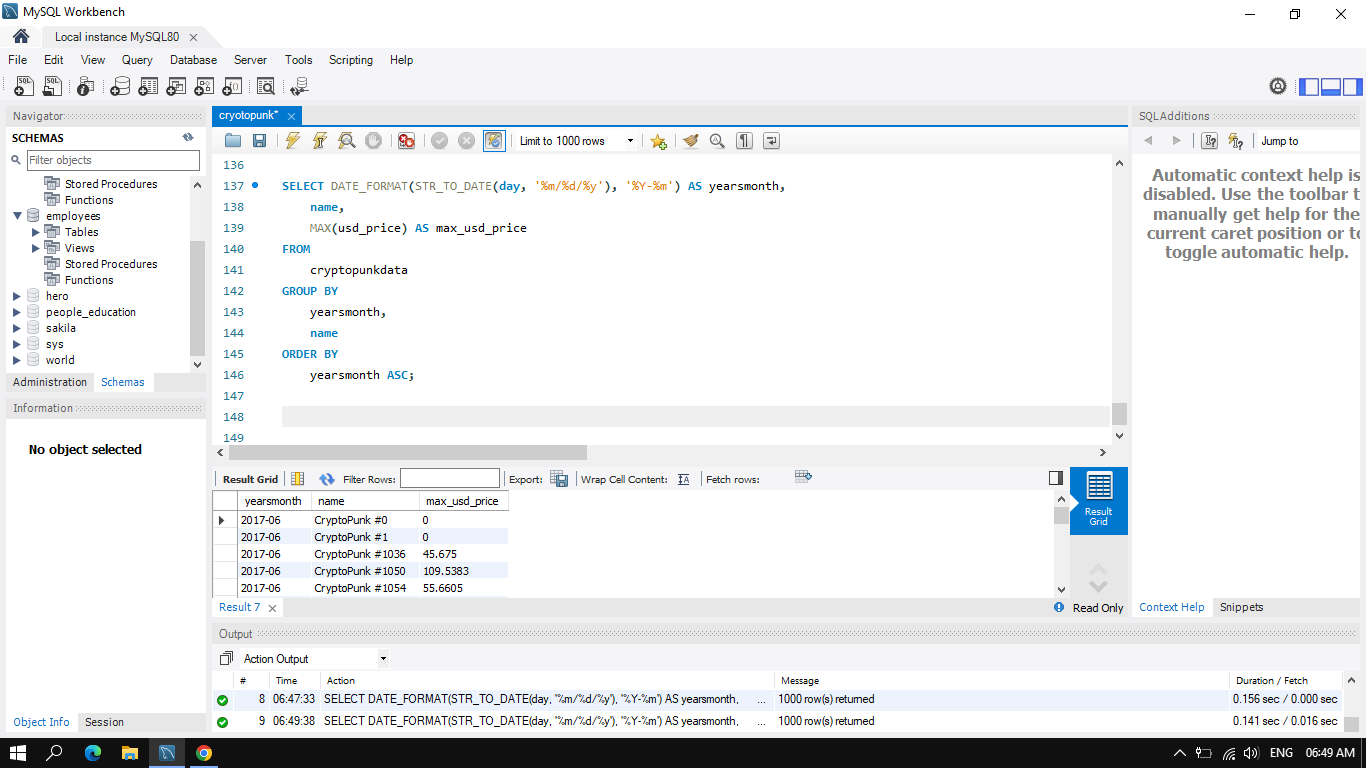 MySQL Workbench
Local instance MySQL80
File Edit View Query Database Server Tools Scripting Help
Navigator
SCHEMAS
Filter objects
Stored Procedures
Functions
employees
Tables
Views
Stored Procedures
Functions
hero
people_education
sakila
sys
world
Administration Schemas
Information
No object selected
Object Info Session
cryotopunk*
Limit to 1000 rows
136
137 SELECT DATE_FORMAT(STR_TO_DATE(day, '%m/%d/%y'), '%Y-%m') AS yearsmonth,
138 name,
139 MAX(usd_price) AS max_usd_price
140 FROM
141 cryptopunkdata
142 GROUP BY
143 yearsmonth,
144 name
145 ORDER BY
146 yearsmonth ASC;
147
148
149
Result Grid Filter Rows: Export: Wrap Cell Content: IA Fetch rows:
yearsmonth name max_usd_price
2017-06 CryptoPunk #0 0
2017-06 CryptoPunk #1 0
2017-06 CryptoPunk #1036 45.675
2017-06 CryptoPunk #1050 109.5383
2017-06 CryptoPunk #1054 55.6605
Result Grid
Result 7
Read Only
SQLAdditions
Jump to
Automatic context help is
disabled. Use the toolbar t
manually get help for the
current caret position or to
toggle automatic help.
Context Help Snippets
Output
Action Output
# Time Action Message Duration / Fetch
8 06:47:33 SELECT DATE_FORMAT(STR_TO_DATE(day, '%m/%d/%y'), '%Y-%m') AS yearsmonth, ... 1000 row(s) returned 0.156 sec / 0.000 sec
9 06:49:38 SELECT DATE_FORMAT(STR_TO_DATE(day, '%m/%d/%y'), '%Y-%m') AS yearsmonth, ... 1000 row(s) returned 0.141 sec / 0.016 sec
ENG 06:49 AM